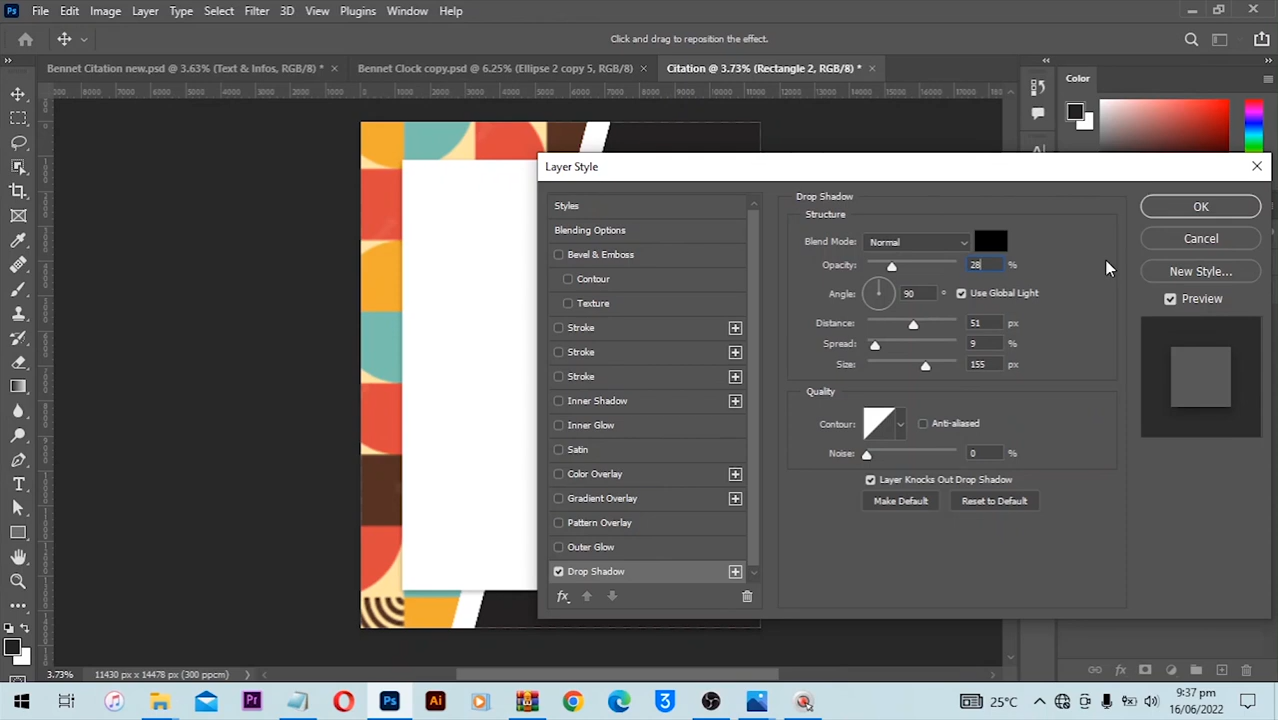 Ps File Edit Image Layer Type Select Filter 3D View Plugins Window Help
Click and drag to reposition the effect.
Bennet Citation new.psd @ 3.63% (Text & Infos, RGB/8) * × Bennet Clock copy.psd @ 6.25% (Ellipse 2 copy 5, RGB/8) × Citation @ 3.73% (Rectangle 2, RGB/8) * ×
Color
Layer Style
Styles
Blending Options
Bevel & Emboss
Contour
Texture
Stroke
Stroke
Stroke
Inner Shadow
Inner Glow
Satin
Color Overlay
Gradient Overlay
Pattern Overlay
Outer Glow
Drop Shadow
fx
Drop Shadow
Structure
Blend Mode: Normal
Opacity: 28 %
Angle: 90 ° Use Global Light
Distance: 51 px
Spread: 9 %
Size: 155 px
Quality
Contour: Anti-aliased
Noise: 0 %
Layer Knocks Out Drop Shadow
Make Default Reset to Default
OK
Cancel
New Style...
Preview
3.73% 11430 px x 14478 px (300 ppcm)
Pr Ps Ai 3 25°C 9:37 pm
16/06/2022